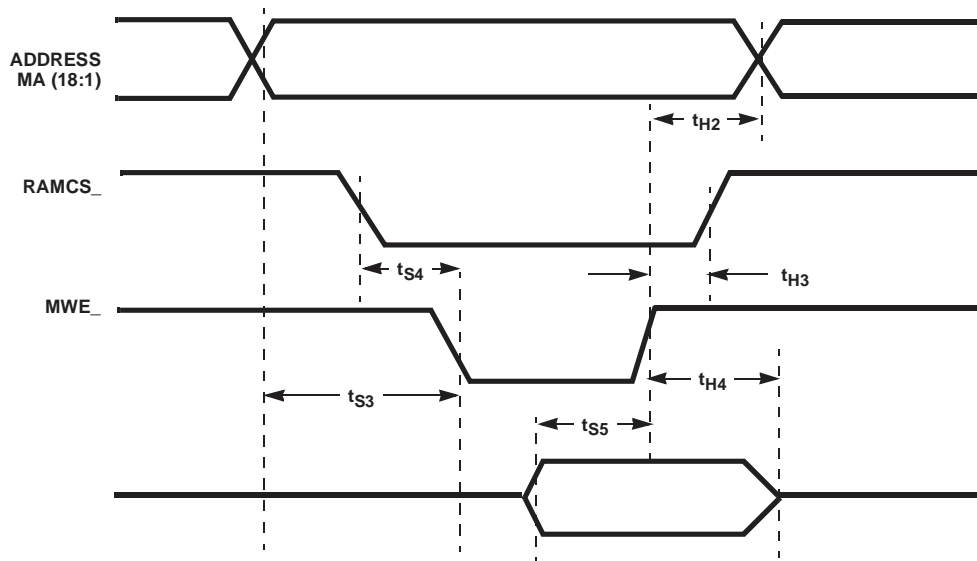 ADDRESS
MA (18:1)
tH2
RAMCS_
tS4
tH3
MWE_
tS3
tH4
tS5